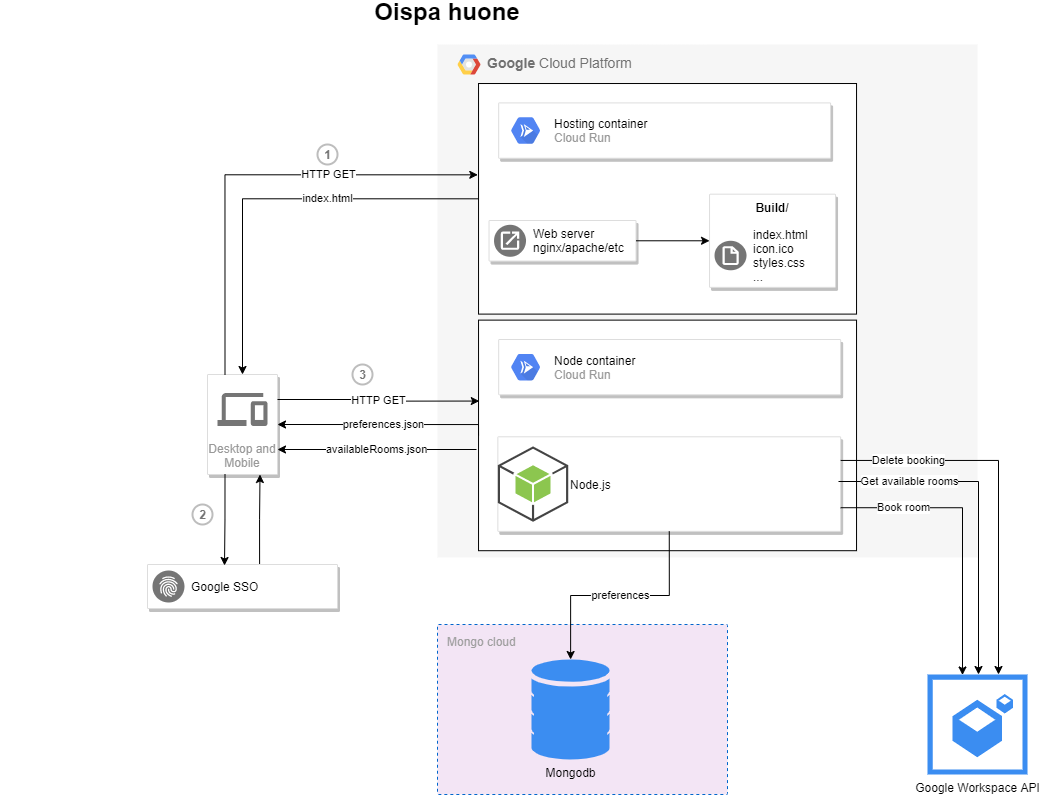 Oispa huone
Google Cloud Platform
Hosting container
Cloud Run
1
HTTP GET
index.html
Web server
nginx/apache/etc
Build/
index.html
icon.ico
styles.css
...
Node container
Cloud Run
3
HTTP GET
preferences.json
availableRooms.json
Desktop and
Mobile
Node.js
Delete booking
Get available rooms
Book room
2
Google SSO
preferences
Mongo cloud
Mongodb
Google Workspace API